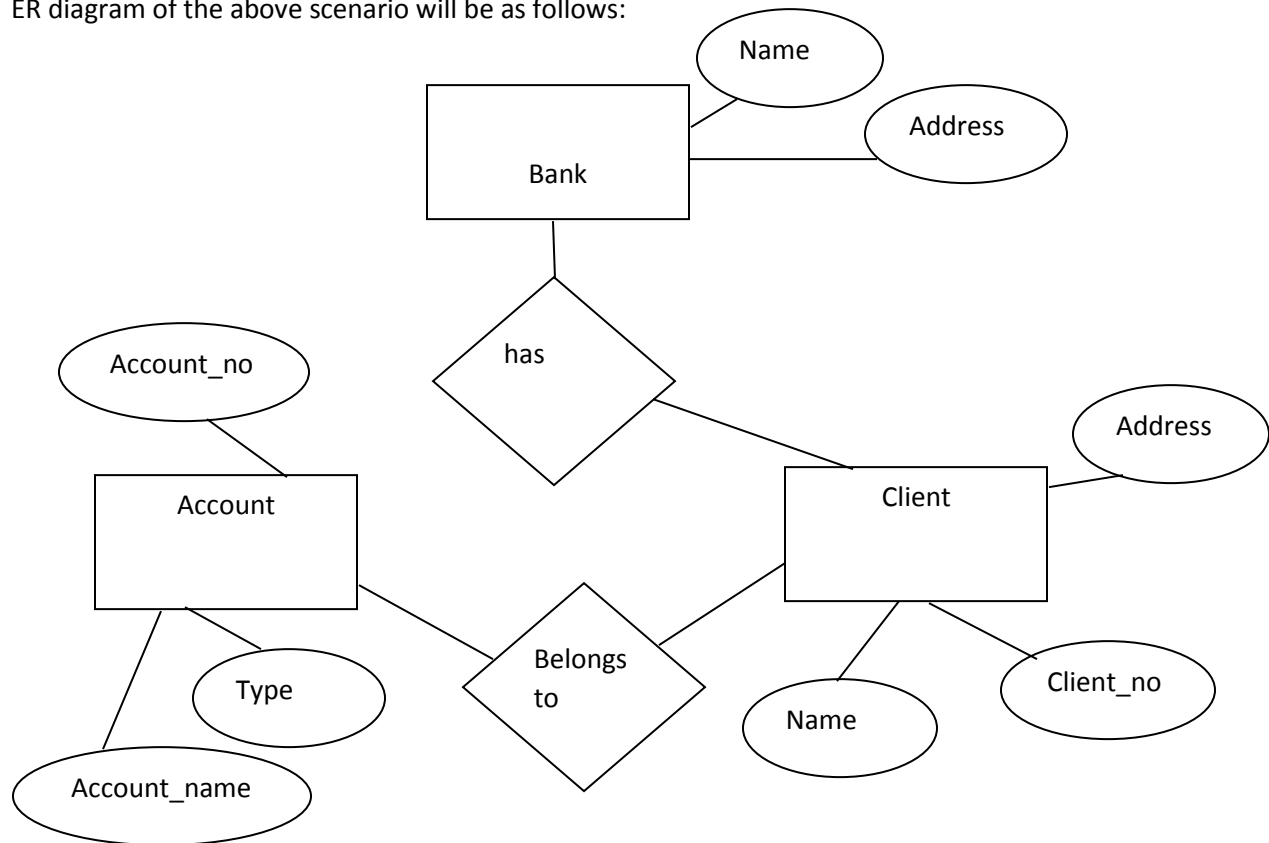 ER diagram of the above scenario will be as follows:
Name
Address
Bank
has
Account_no
Address
Account
Client
Belongs
to
Type
Client_no
Name
Account_name